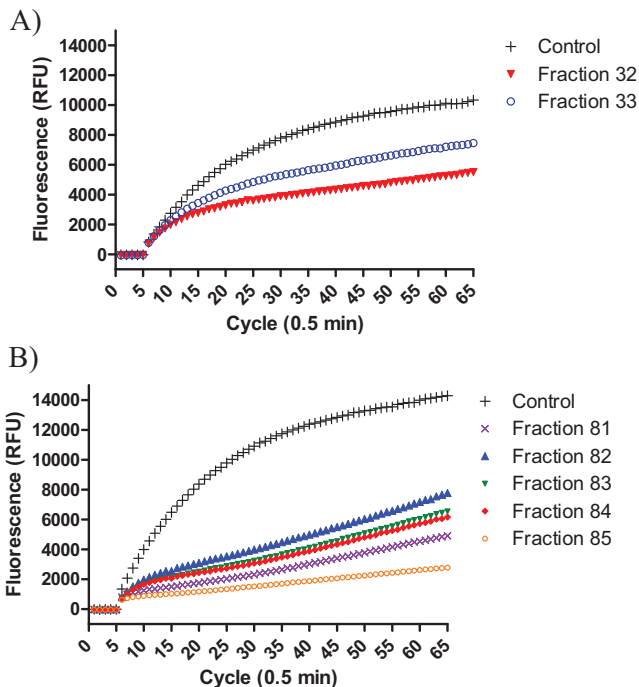 A)
14000
12000
10000
8000
6000
4000
2000
0
Fluorescence (RFU)
0 5 10 15 20 25 30 35 40 45 50 55 60 65
Cycle (0.5 min)
Control
Fraction 32
Fraction 33
B)
14000
12000
10000
8000
6000
4000
2000
0
Fluorescence (RFU)
0 5 10 15 20 25 30 35 40 45 50 55 60 65
Cycle (0.5 min)
Control
Fraction 81
Fraction 82
Fraction 83
Fraction 84
Fraction 85